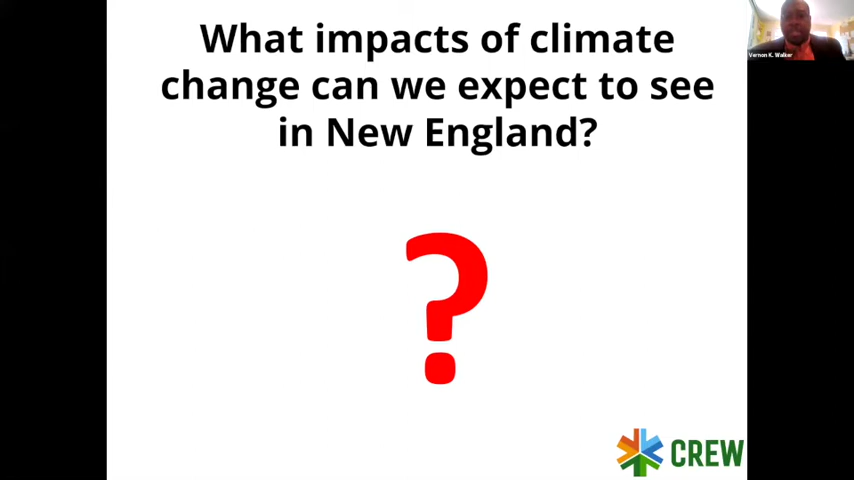 What impacts of climate
change can we expect to see
in New England?
?
CREW
Vernon K. Walker